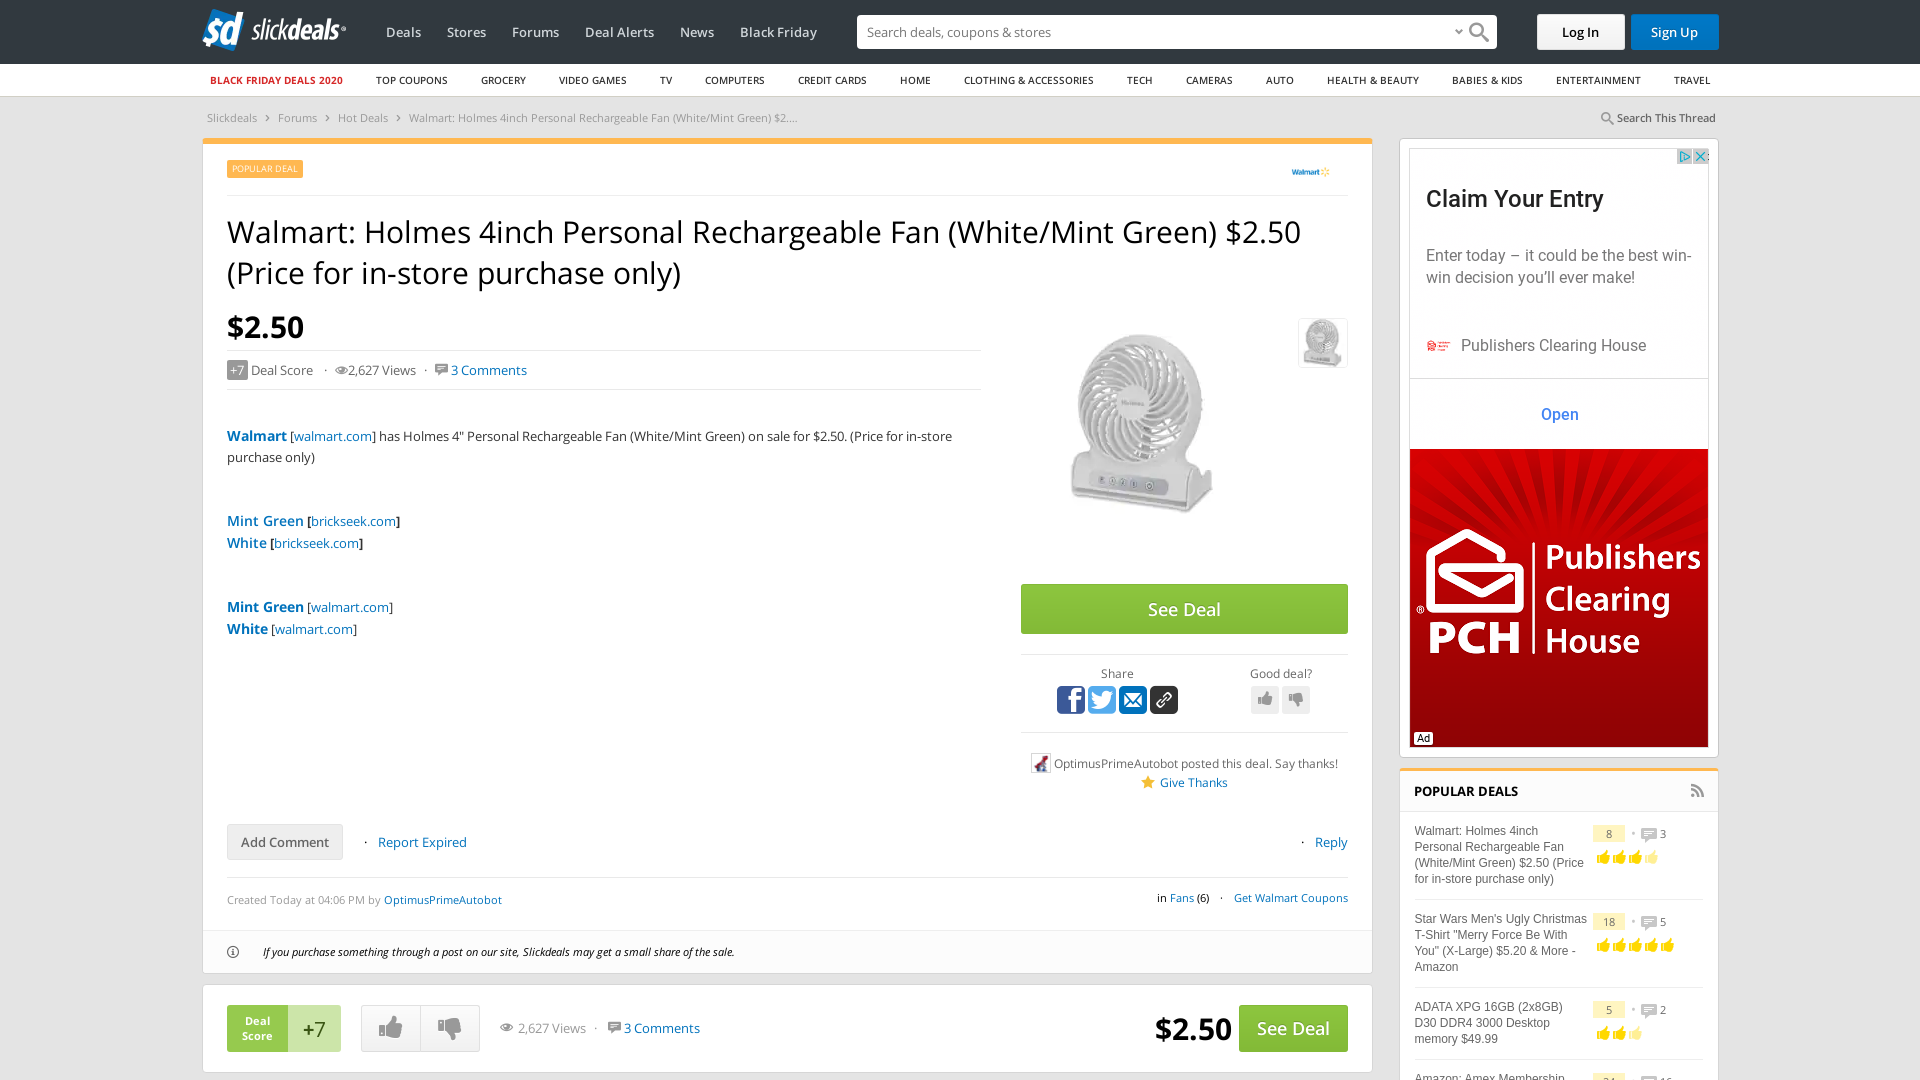 slickdeals
Deals
Stores
Forums
Deal Alerts
News
Black Friday
Search deals, coupons & stores
Log In
Sign Up
BLACK FRIDAY DEALS 2020
TOP COUPONS
GROCERY
VIDEO GAMES
TV
COMPUTERS
CREDIT CARDS
HOME
CLOTHING & ACCESSORIES
TECH
CAMERAS
AUTO
HEALTH & BEAUTY
BABIES & KIDS
ENTERTAINMENT
TRAVEL
Slickdeals > Forums > Hot Deals > Walmart: Holmes 4inch Personal Rechargeable Fan (White/Mint Green) $2....
Search This Thread
POPULAR DEAL
Walmart
Walmart: Holmes 4inch Personal Rechargeable Fan (White/Mint Green) $2.50
(Price for in-store purchase only)
$2.50
+7 Deal Score · 2,627 Views · 3 Comments
Walmart [walmart.com] has Holmes 4" Personal Rechargeable Fan (White/Mint Green) on sale for $2.50. (Price for in-store
purchase only)
Mint Green [brickseek.com]
White [brickseek.com]
Mint Green [walmart.com]
White [walmart.com]
See Deal
Share
Good deal?
OptimusPrimeAutobot posted this deal. Say thanks!
Give Thanks
Add Comment · Report Expired
· Reply
Created Today at 04:06 PM by OptimusPrimeAutobot
in Fans (6) · Get Walmart Coupons
If you purchase something through a post on our site, Slickdeals may get a small share of the sale.
Deal
Score
+7
2,627 Views · 3 Comments
$2.50
See Deal
Claim Your Entry
Enter today – it could be the best win-
win decision you’ll ever make!
Publishers Clearing House
Open
Publishers
Clearing
House
PCH
®
Ad
POPULAR DEALS
Walmart: Holmes 4inch
Personal Rechargeable Fan
(White/Mint Green) $2.50 (Price
for in-store purchase only)
8 • 3
Star Wars Men's Ugly Christmas
T-Shirt "Merry Force Be With
You" (X-Large) $5.20 & More -
Amazon
18 • 5
ADATA XPG 16GB (2x8GB)
D30 DDR4 3000 Desktop
memory $49.99
5 • 2
Amazon: Amex Membership